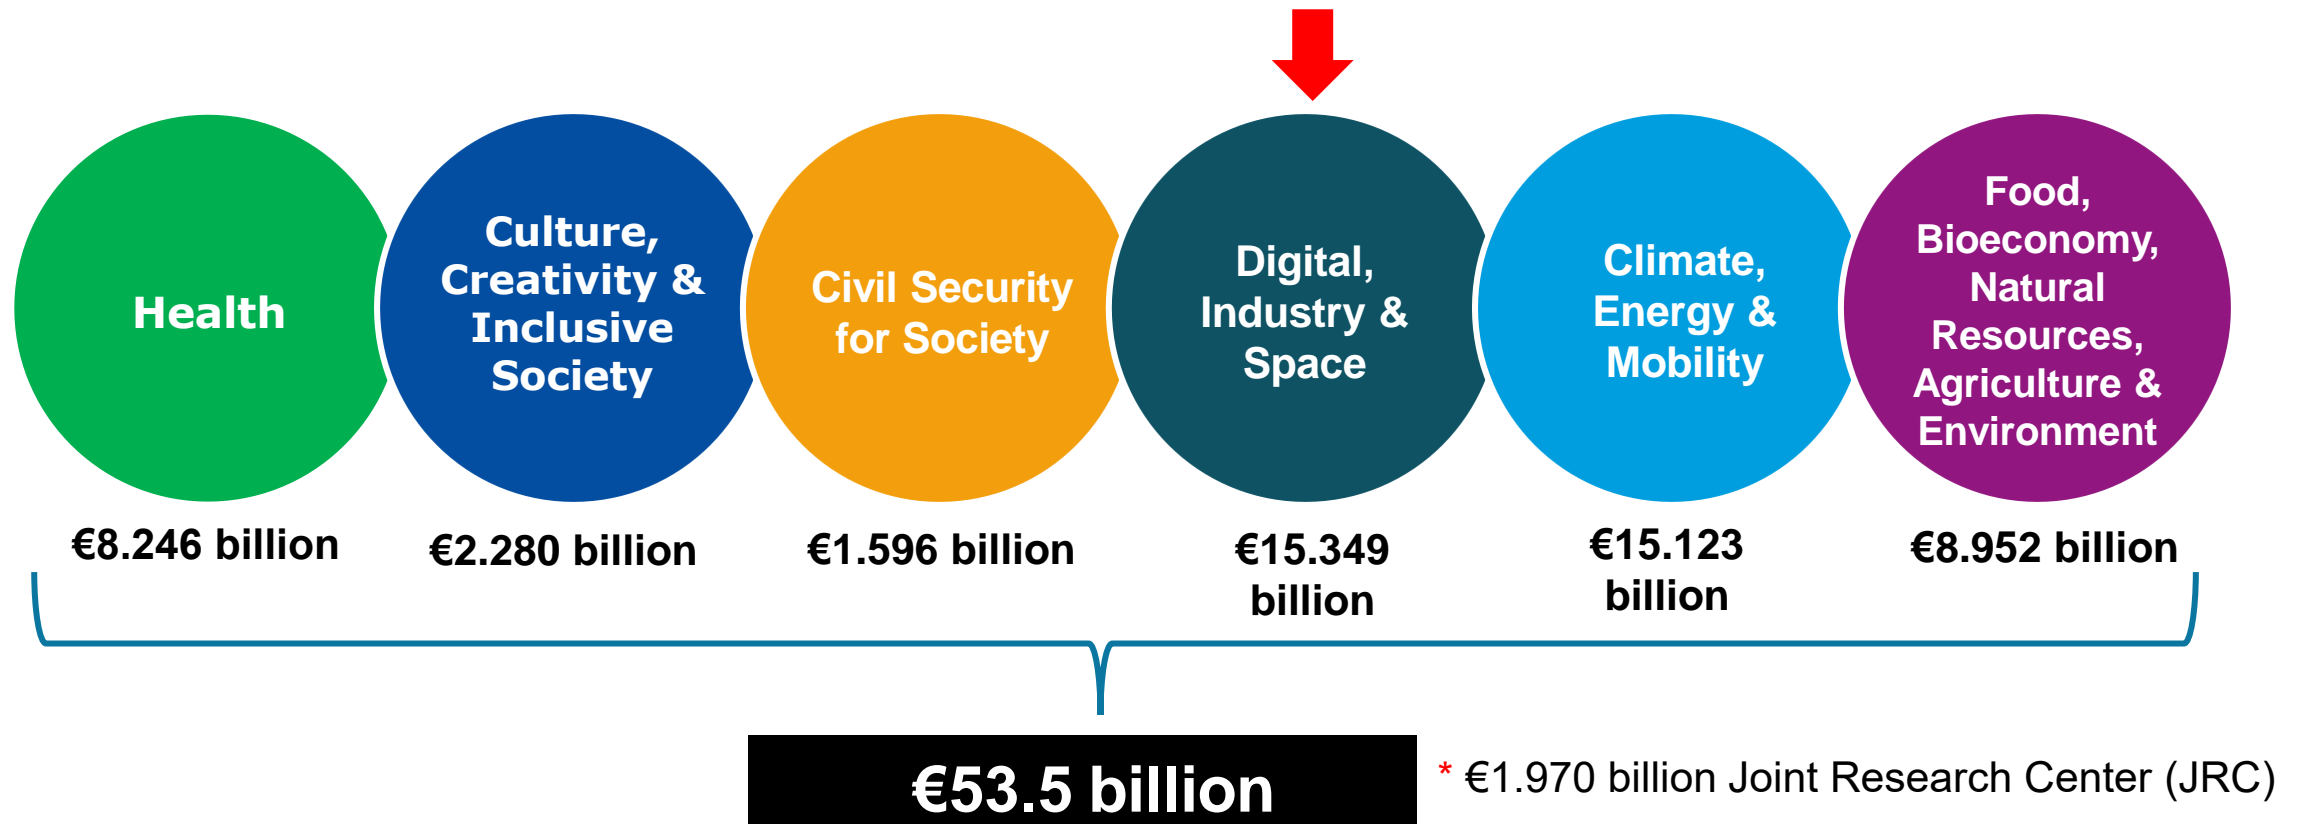 Health
Culture,
Creativity &
Inclusive
Society
Civil Security
for Society
Digital,
Industry &
Space
Climate,
Energy &
Mobility
Food,
Bioeconomy,
Natural
Resources,
Agriculture &
Environment
€8.246 billion
€2.280 billion
€1.596 billion
€15.349
billion
€15.123
billion
€8.952 billion
€53.5 billion
* €1.970 billion Joint Research Center (JRC)